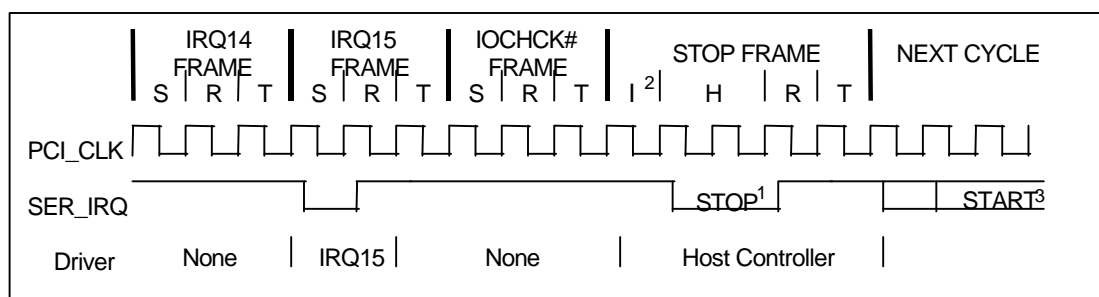 IRQ14 IRQ15 IOCHCK#
FRAME FRAME FRAME STOP FRAME NEXT CYCLE
S R T S R T S R T I 2 H R T
PCI_CLK
SER_IRQ STOP1 START3
Driver None IRQ15 None Host Controller